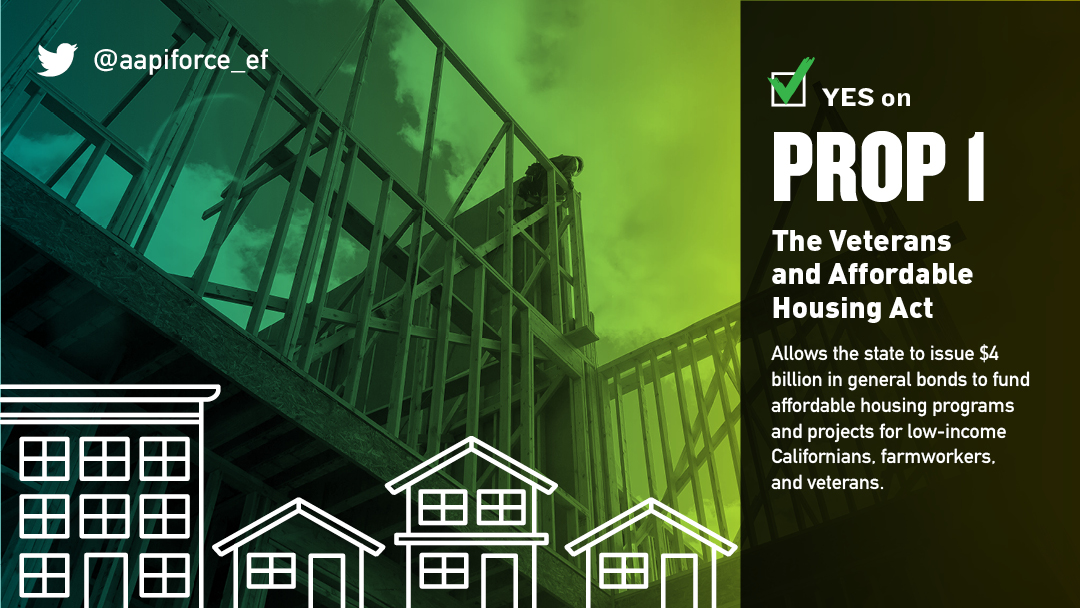 @aapiforce_ef
YES on
PROP 1
The Veterans
and Affordable
Housing Act
Allows the state to issue $4
billion in general bonds to fund
affordable housing programs
and projects for low-income
Californians, farmworkers,
and veterans.